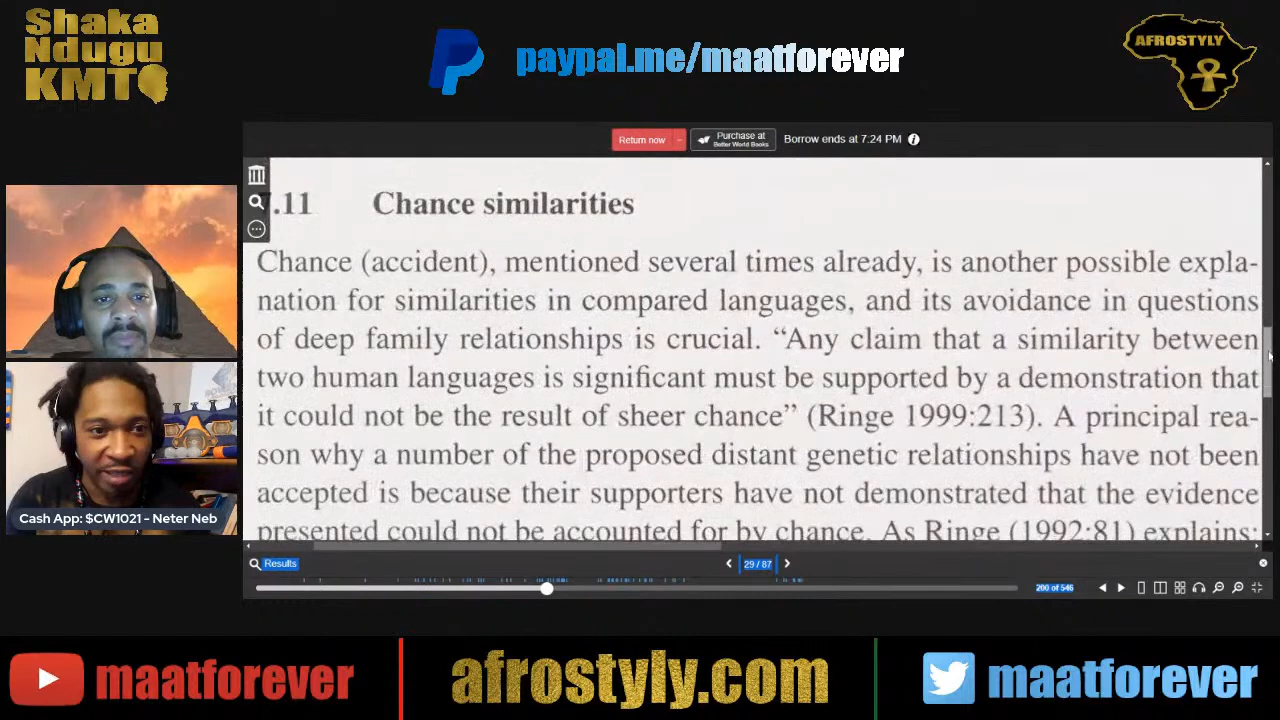 Shaka
Ndugu
KMT
paypal.me/maatforever
AFROSTYLY
Return now
Purchase at
Better World Books
Borrow ends at 7:24 PM
7.11 Chance similarities
Chance (accident), mentioned several times already, is another possible expla-
nation for similarities in compared languages, and its avoidance in questions
of deep family relationships is crucial. “Any claim that a similarity between
two human languages is significant must be supported by a demonstration that
it could not be the result of sheer chance” (Ringe 1999:213). A principal rea-
son why a number of the proposed distant genetic relationships have not been
accepted is because their supporters have not demonstrated that the evidence
presented could not be accounted for by chance. As Ringe (1992:81) explains:
Cash App: $CW1021 - Neter Neb
Results
29 / 87
200 of 546
maatforever
afrostyly.com
maatforever